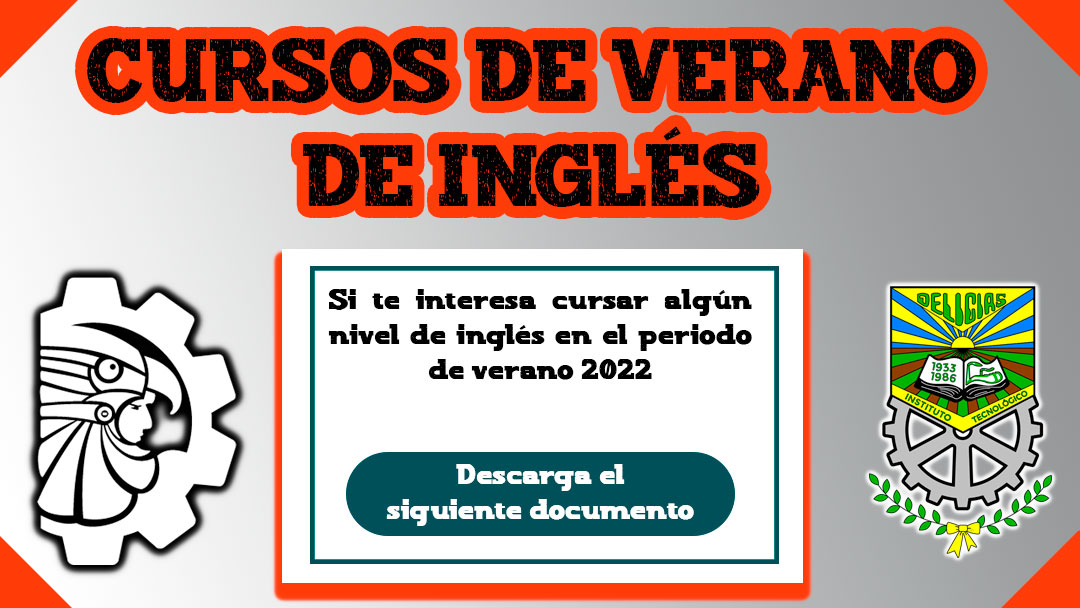 CURSOS DE VERANO
DE INGLÉS
Si te interesa cursar algún
nivel de inglés en el periodo
de verano 2022
Descarga el
siguiente documento
DELICIAS
1933
1986
INSTITUTO TECNOLÓGICO